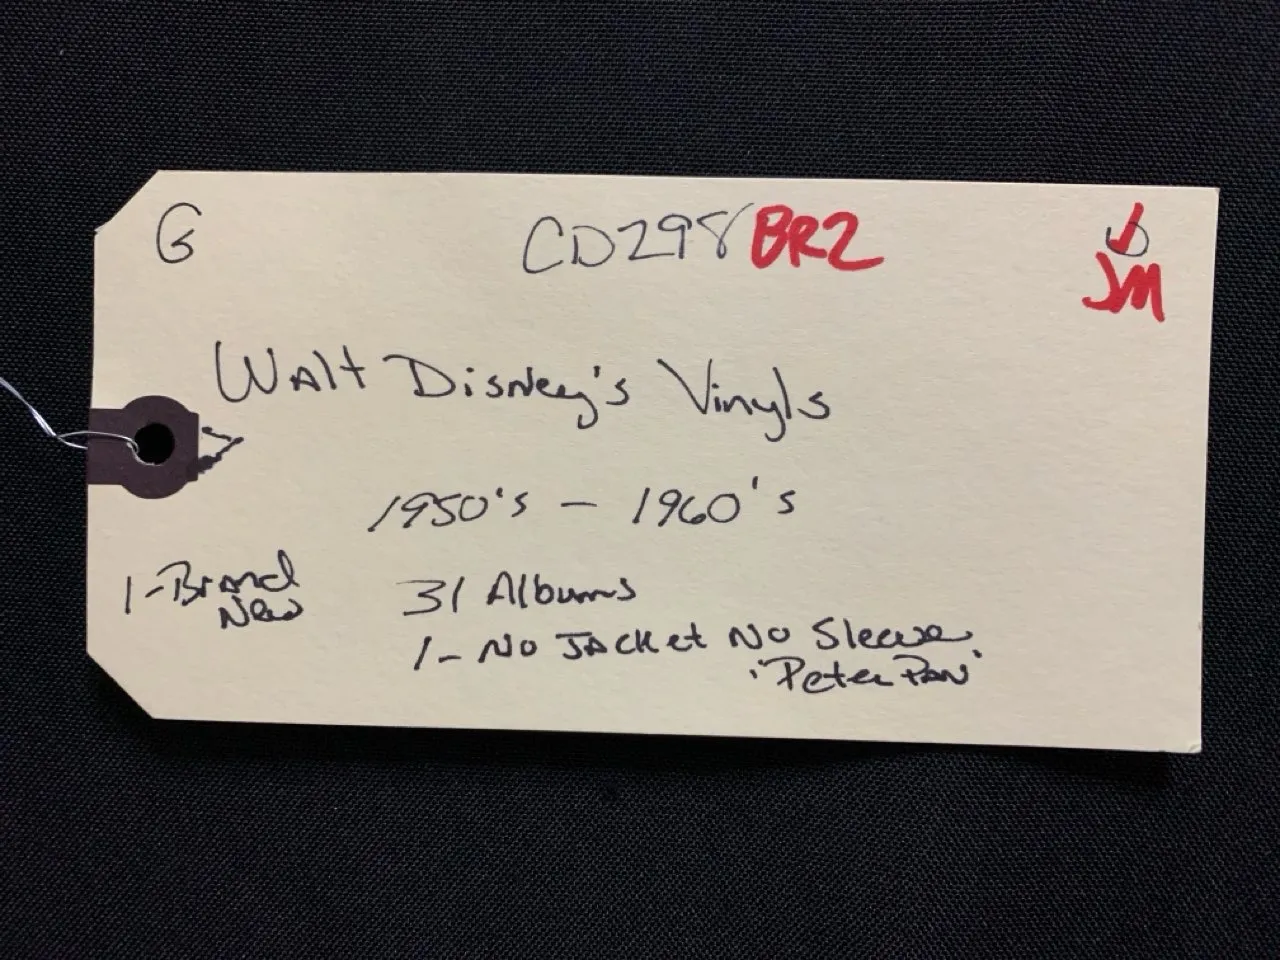 G CD298 BR2
JM
Walt Disney's Vinyls
1950's - 1960's
1-Brand New
31 Albums
1- No Jacket No Sleeve
"Peter Pan"